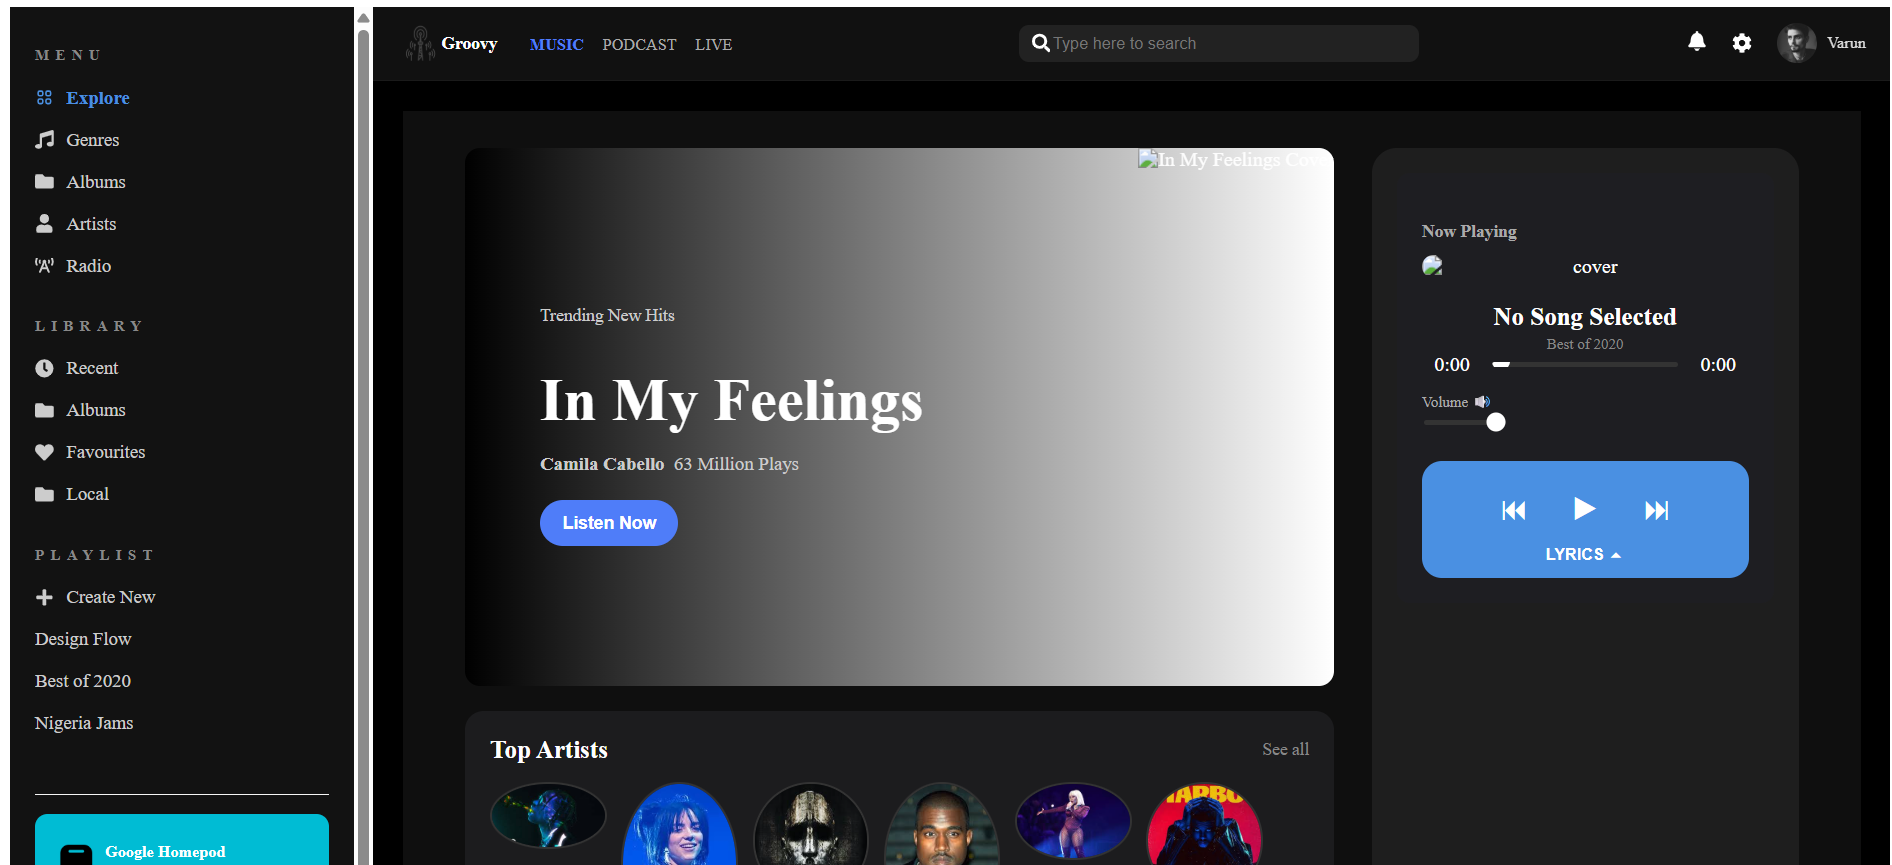 MENU
Explore
Genres
Albums
Artists
Radio
LIBRARY
Recent
Albums
Favourites
Local
PLAYLIST
Create New
Design Flow
Best of 2020
Nigeria Jams
Google Homepod
Groovy
MUSIC PODCAST LIVE
Type here to search
Varun
In My Feelings Cov
Trending New Hits
In My Feelings
Camila Cabello 63 Million Plays
Listen Now
Top Artists
See all
Now Playing
cover
No Song Selected
Best of 2020
0:00 0:00
Volume 🔊
LYRICS